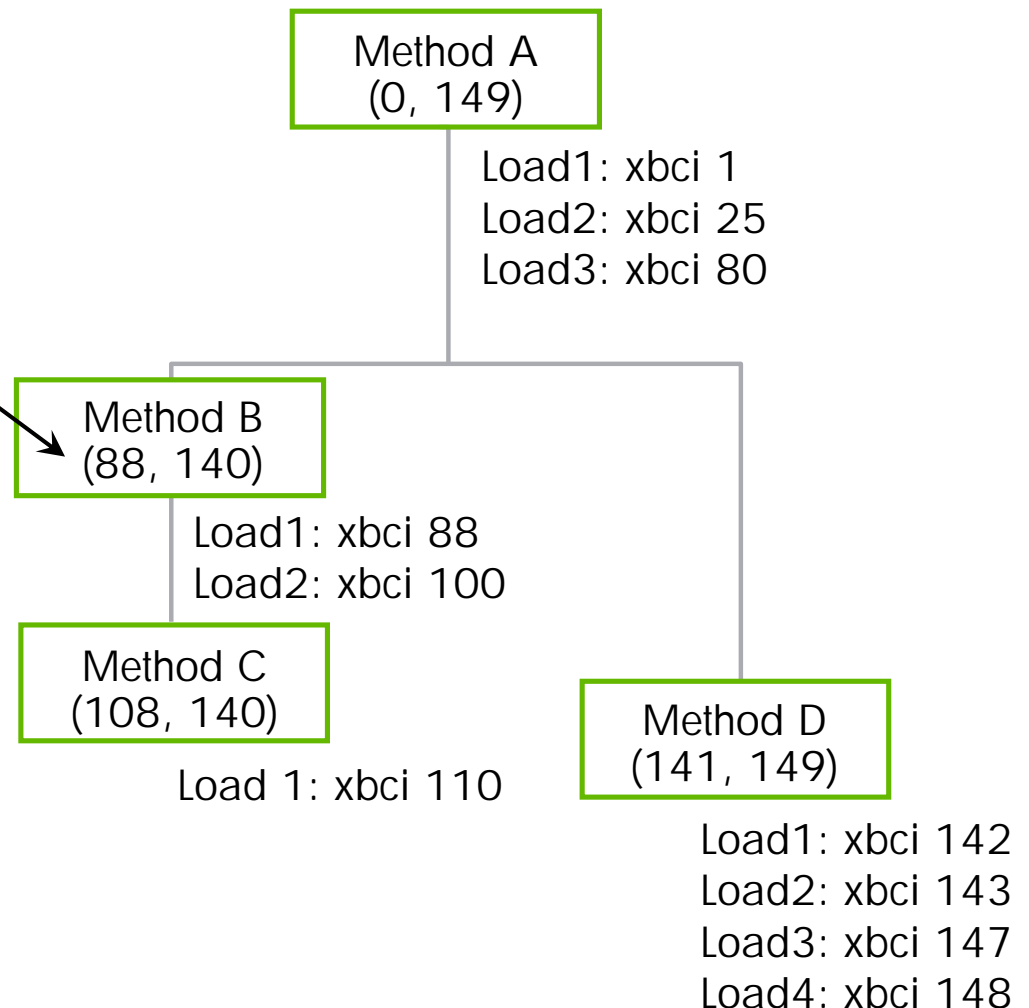 Method A
(0, 149)
Load1: xbci 1
Load2: xbci 25
Load3: xbci 80
Method B
(88, 140)
Load1: xbci 88
Load2: xbci 100
Method C
(108, 140)
Load 1: xbci 110
Method D
(141, 149)
Load1: xbci 142
Load2: xbci 143
Load3: xbci 147
Load4: xbci 148